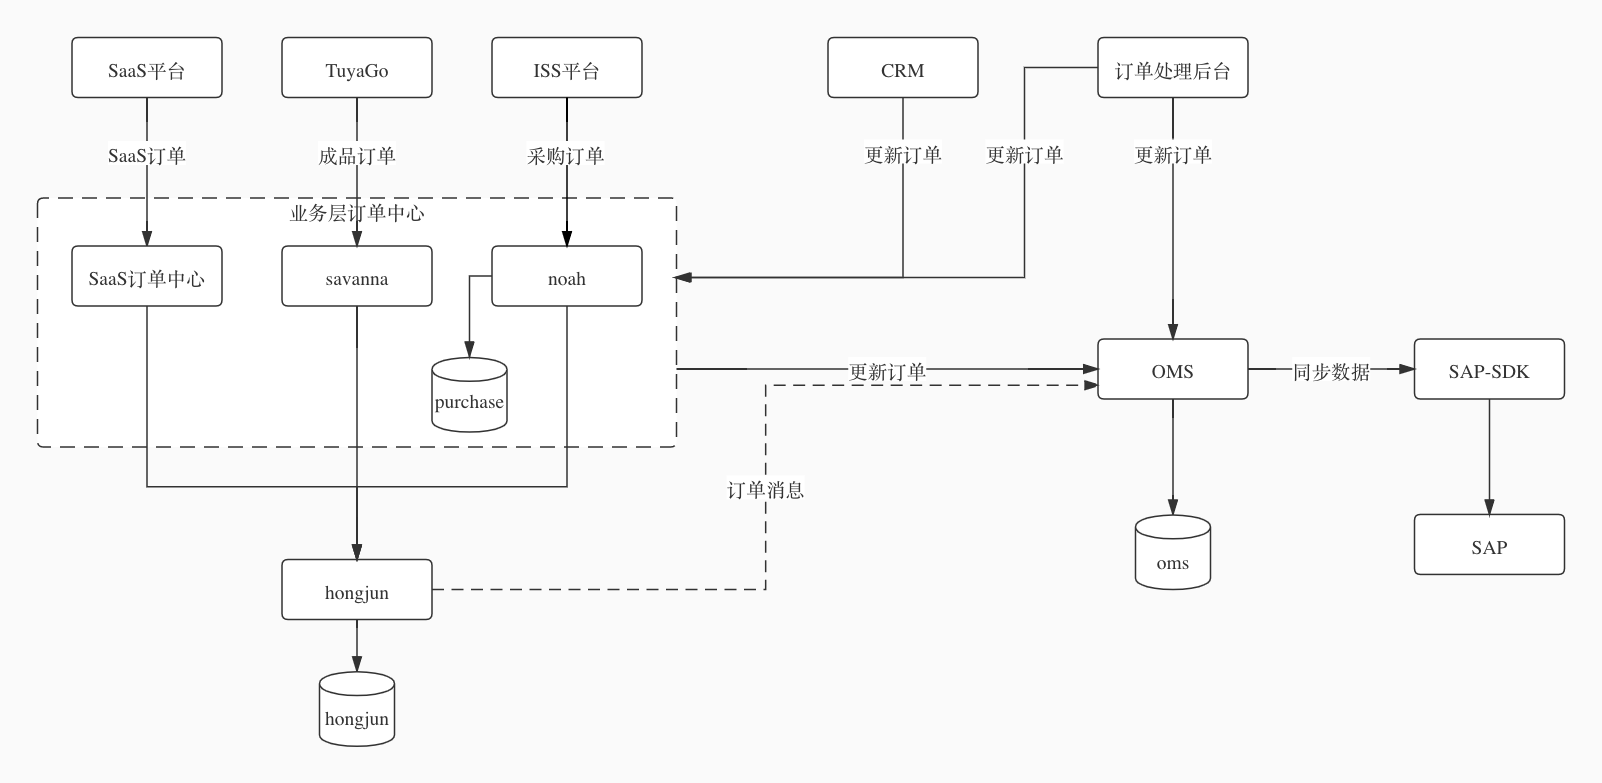 SaaS平台
TuyaGo
ISS平台
CRM
订单处理后台
SaaS订单
成品订单
采购订单
更新订单
更新订单
更新订单
业务层订单中心
SaaS订单中心
savanna
noah
purchase
更新订单
OMS
同步数据
SAP-SDK
订单消息
hongjun
oms
SAP
hongjun